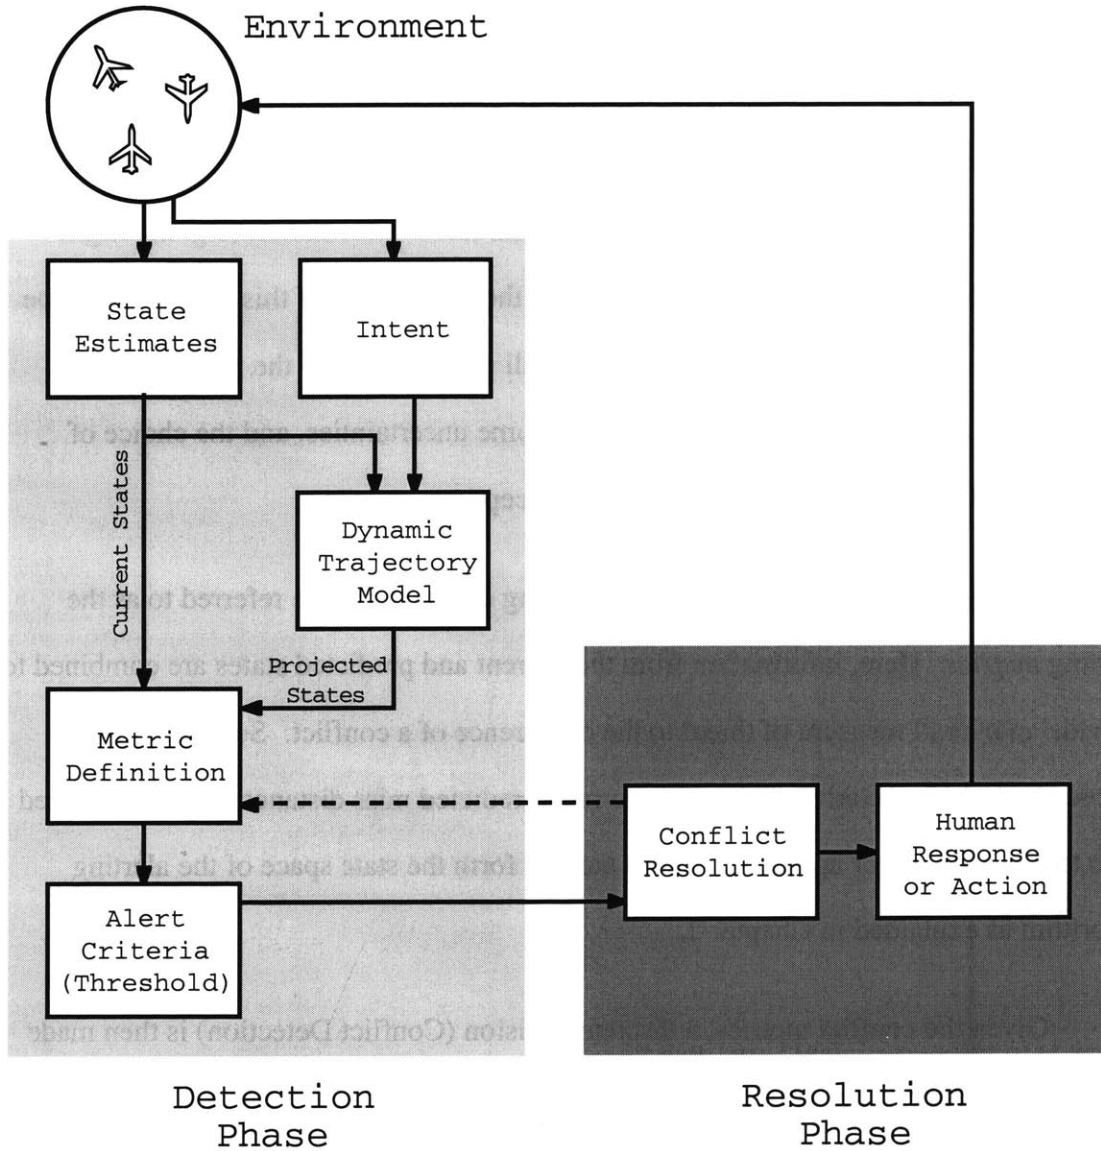 Environment
State
Estimates
Intent
Current States
Dynamic
Trajectory
Model
Projected
States
Metric
Definition
Alert
Criteria
(Threshold)
Conflict
Resolution
Human
Response
or Action
Detection
Phase
Resolution
Phase